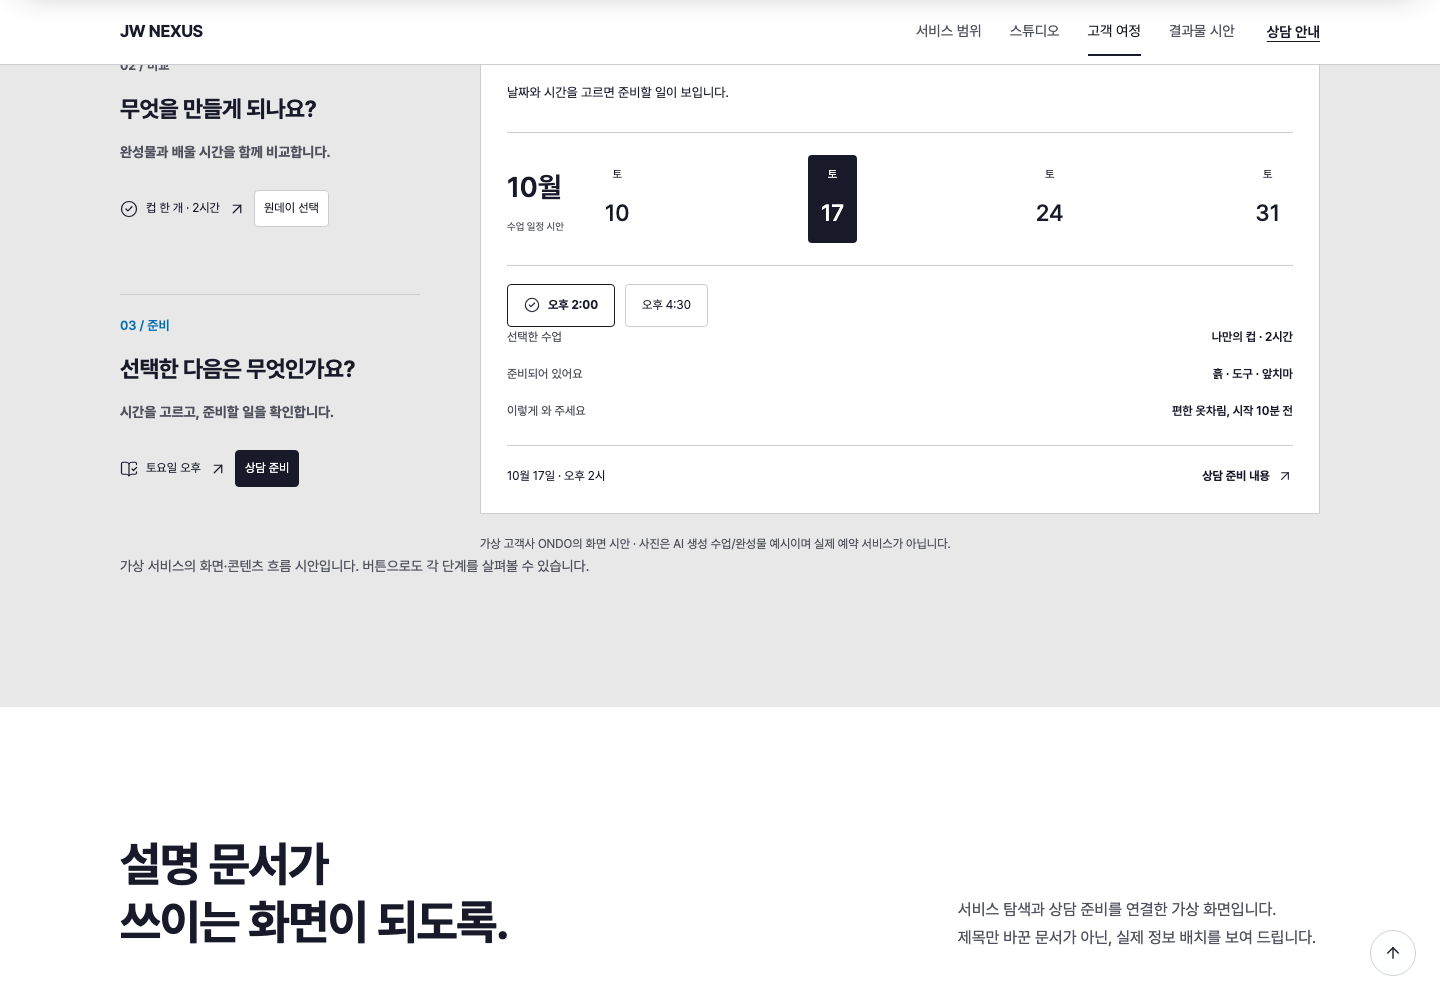 JW NEXUS
서비스 범위
스튜디오
고객 여정
결과물 시안
상담 안내
02 / 비교
무엇을 만들게 되나요?
완성물과 배울 시간을 함께 비교합니다.
컵 한 개 · 2시간
원데이 선택
03 / 준비
선택한 다음은 무엇인가요?
시간을 고르고, 준비할 일을 확인합니다.
토요일 오후
상담 준비
날짜와 시간을 고르면 준비할 일이 보입니다.
10월
수업 일정 시안
토
10
토
17
토
24
토
31
오후 2:00
오후 4:30
선택한 수업
나만의 컵 · 2시간
준비되어 있어요
흙 · 도구 · 앞치마
이렇게 와 주세요
편한 옷차림, 시작 10분 전
10월 17일 · 오후 2시
상담 준비 내용
가상 고객사 ONDO의 화면 시안 · 사진은 AI 생성 수업/완성물 예시이며 실제 예약 서비스가 아닙니다.
가상 서비스의 화면·콘텐츠 흐름 시안입니다. 버튼으로도 각 단계를 살펴볼 수 있습니다.
설명 문서가
쓰이는 화면이 되도록.
서비스 탐색과 상담 준비를 연결한 가상 화면입니다.
제목만 바꾼 문서가 아닌, 실제 정보 배치를 보여 드립니다.